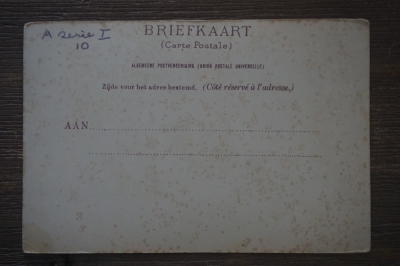 A Serie I
10
BRIEFKAART
(Carte Postale)
ALGEMEENE POSTVEREENIGING (UNION POSTALE UNIVERSELLE)
Zijde voor het adres bestemd. (Côté réservé à l'adresse.)
AAN